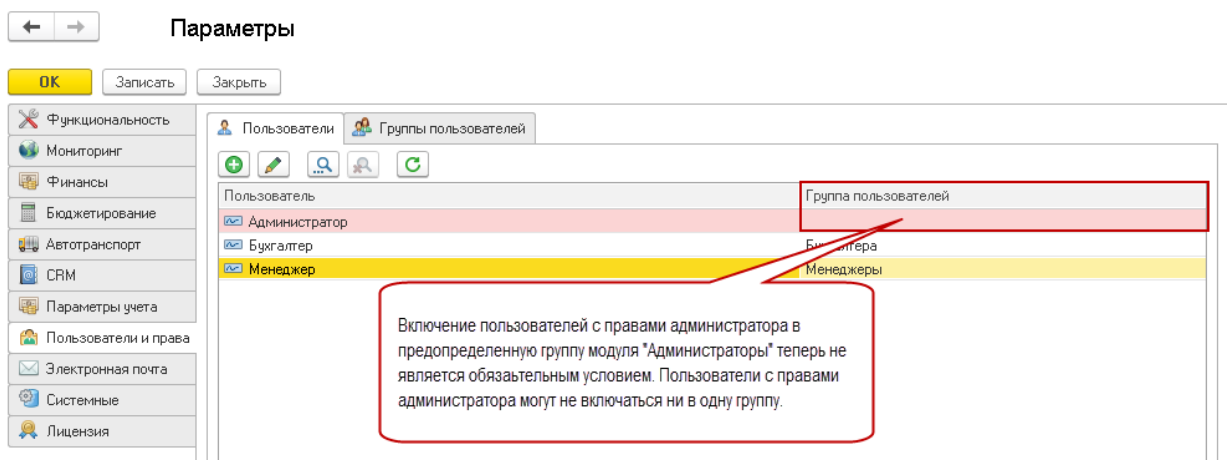 Параметры
ОК Записать Закрыть
Функциональность
Мониторинг
Финансы
Бюджетирование
Автотранспорт
CRM
Параметры учета
Пользователи и права
Электронная почта
Системные
Лицензия
Пользователи Группы пользователей
Пользователь Группа пользователей
Администратор
Бухгалтер
Менеджер Менеджеры
Включение пользователей с правами администратора в
предопределенную группу модуля "Администраторы" теперь не
является обязаьтельным условием. Пользователи с правами
администратора могут не включаться ни в одну группу.